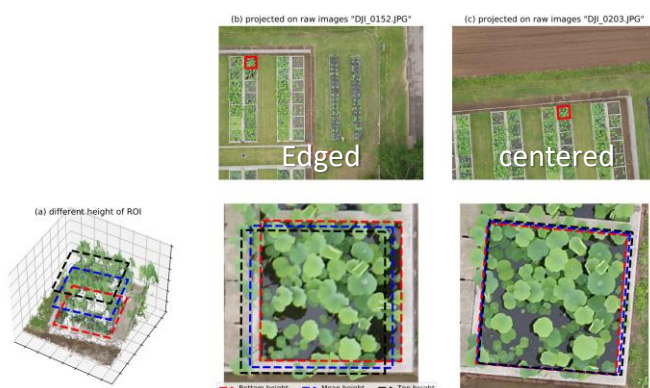 (b) projected on raw images "DJI_0152.JPG"
(c) projected on raw images "DJI_0203.JPG"
Edged
centered
(a) different height of ROI
Bottom height
Mean height
Top height